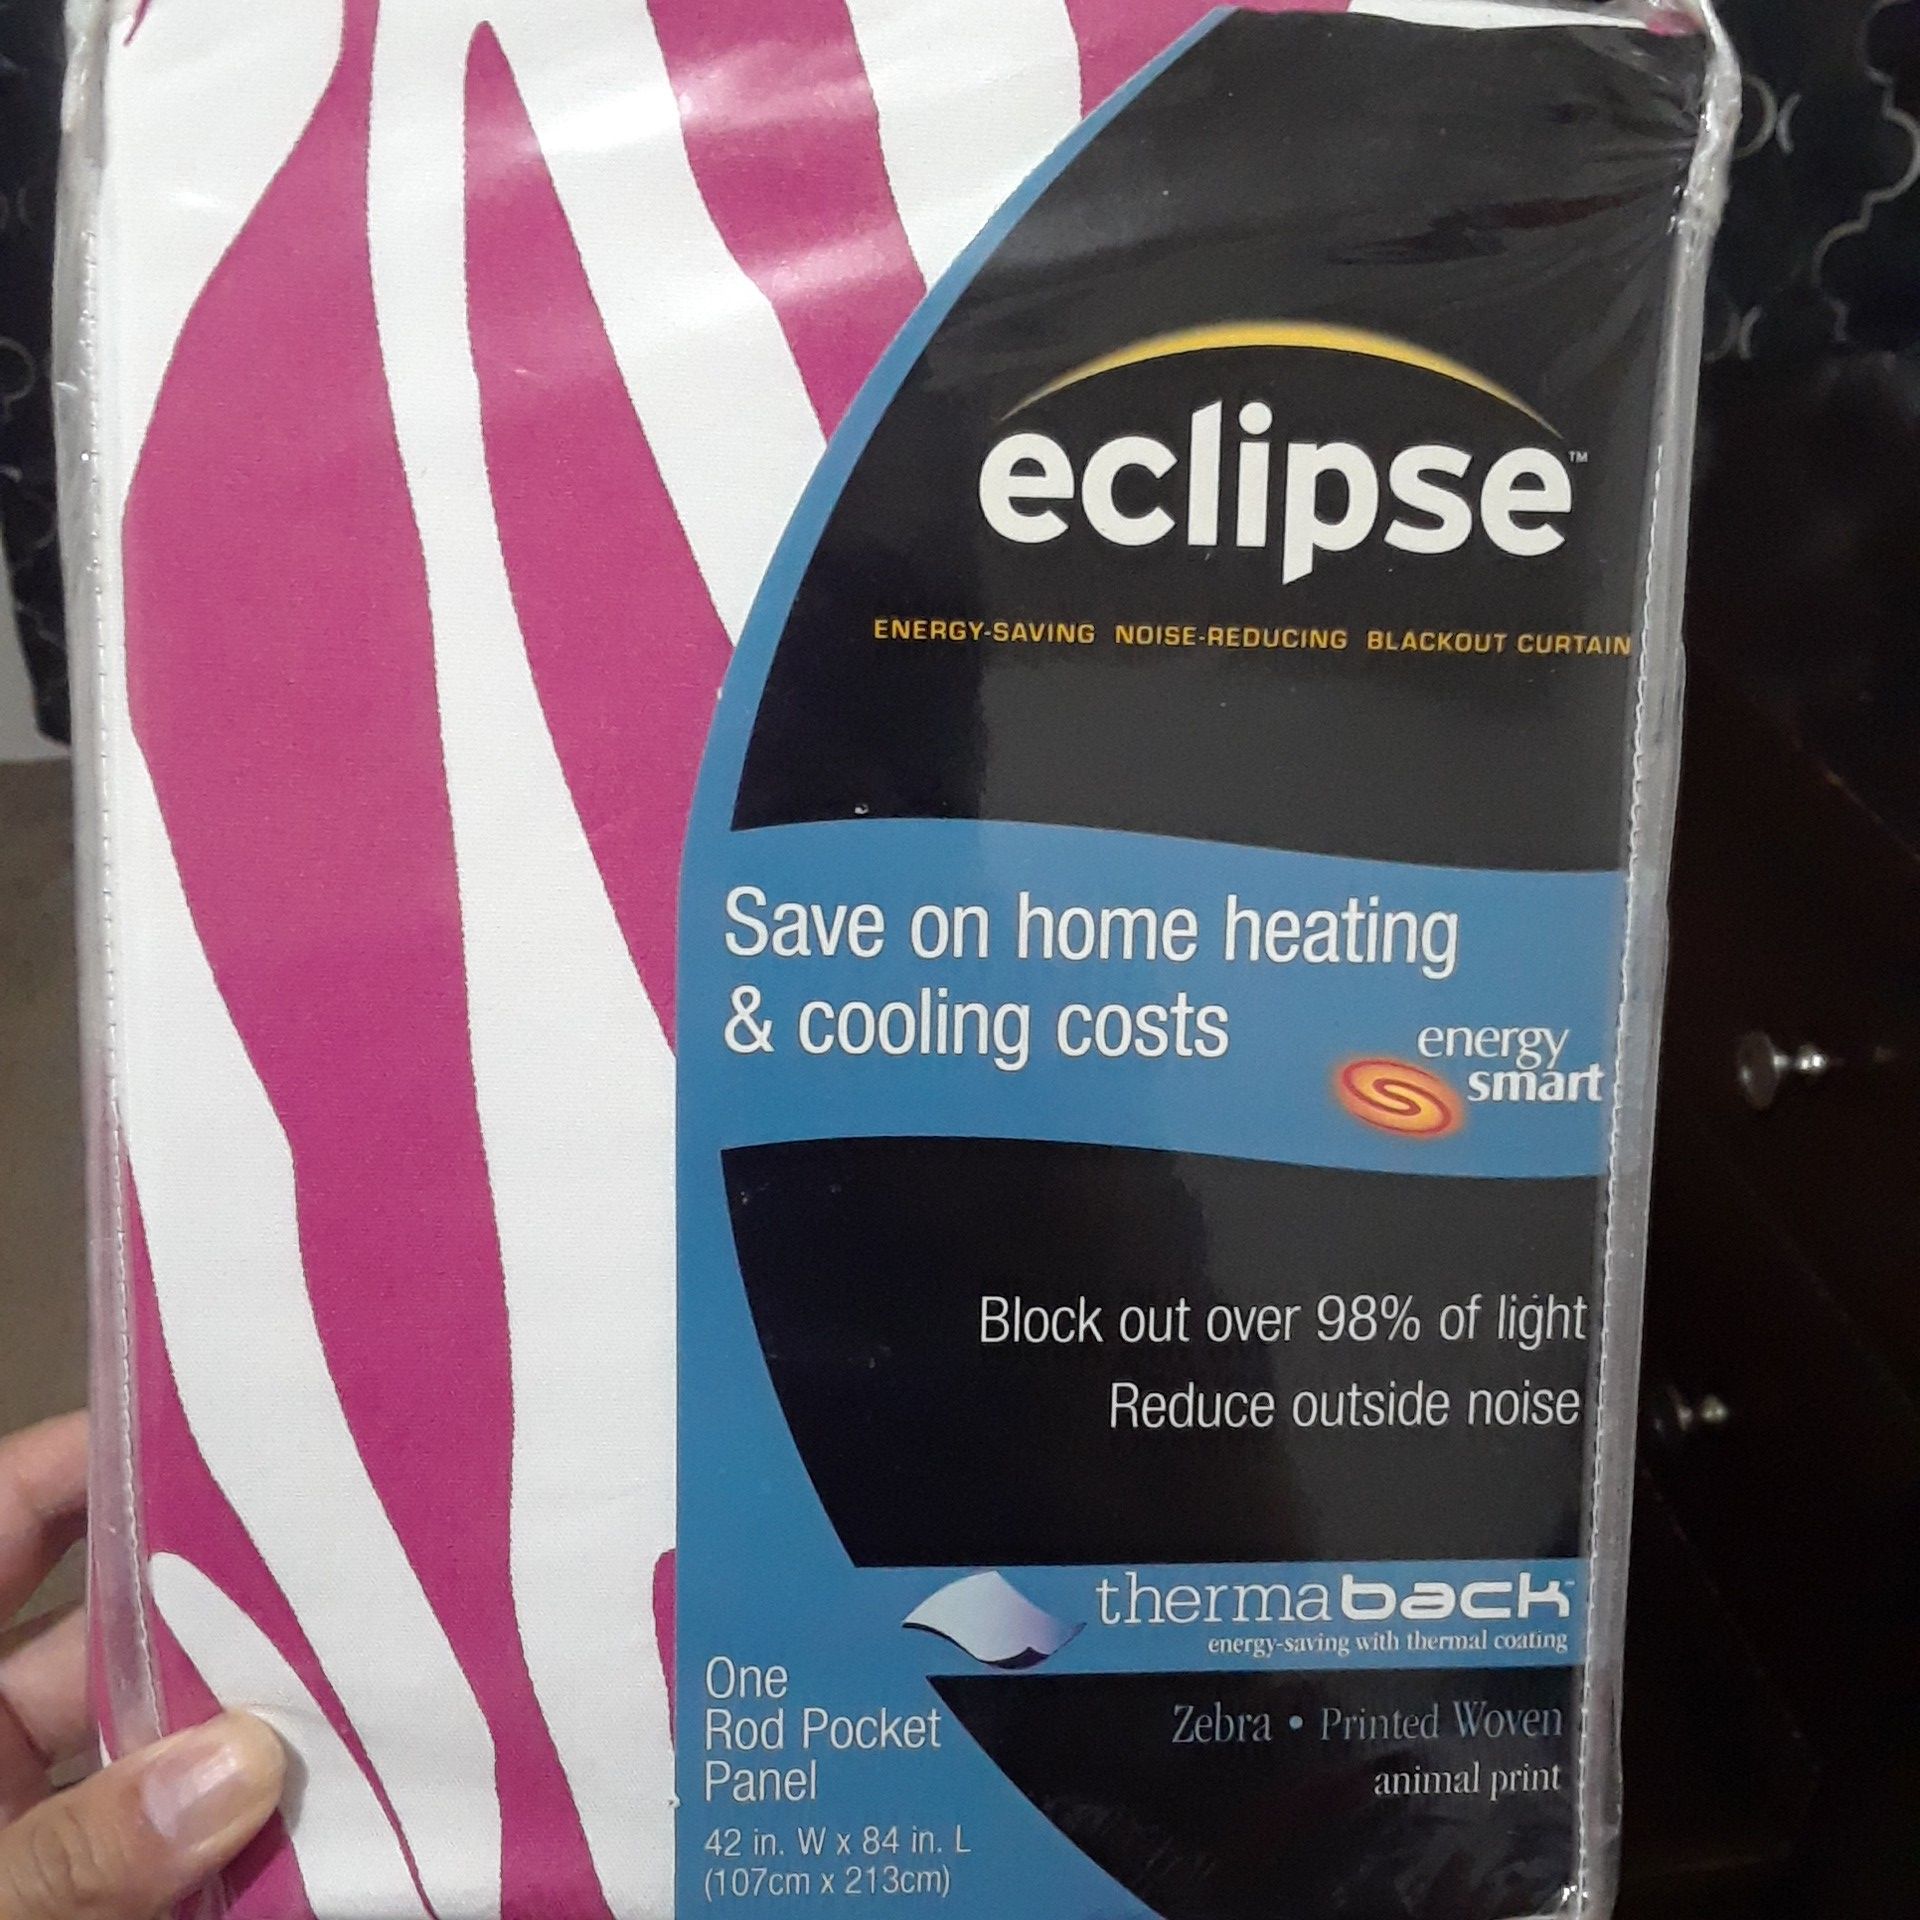 eclipse™
ENERGY-SAVING NOISE-REDUCING BLACKOUT CURTAIN
Save on home heating
& cooling costs
energy
smart
Block out over 98% of light
Reduce outside noise
thermaback™
energy-saving with thermal coating
One
Rod Pocket
Panel
42 in. W x 84 in. L
(107cm x 213cm)
Zebra • Printed Woven
animal print